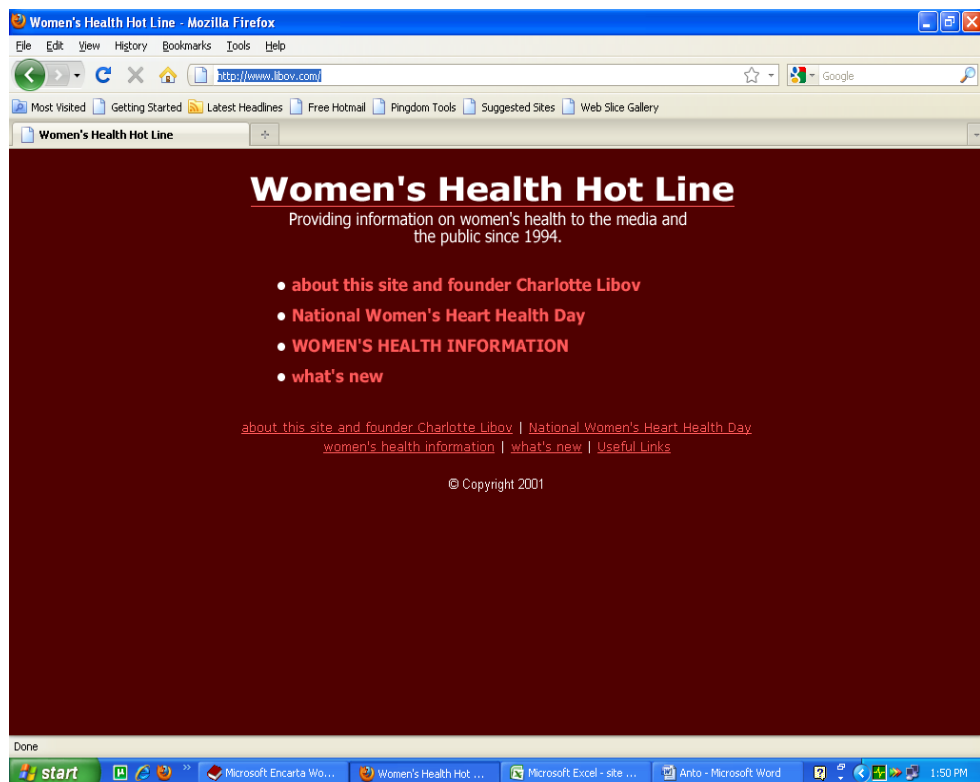 Women's Health Hot Line - Mozilla Firefox
File Edit View History Bookmarks Tools Help
http://www.libov.com/ Google
Most Visited Getting Started Latest Headlines Free Hotmail Pingdom Tools Suggested Sites Web Slice Gallery
Women's Health Hot Line
Women's Health Hot Line
Providing information on women's health to the media and
the public since 1994.
• about this site and founder Charlotte Libov
• National Women's Heart Health Day
• WOMEN'S HEALTH INFORMATION
• what's new
about this site and founder Charlotte Libov | National Women's Heart Health Day
women's health information | what's new | Useful Links
© Copyright 2001
Done
start Microsoft Encarta Wo... Women's Health Hot ... Microsoft Excel - site ... Anto - Microsoft Word 1:50 PM